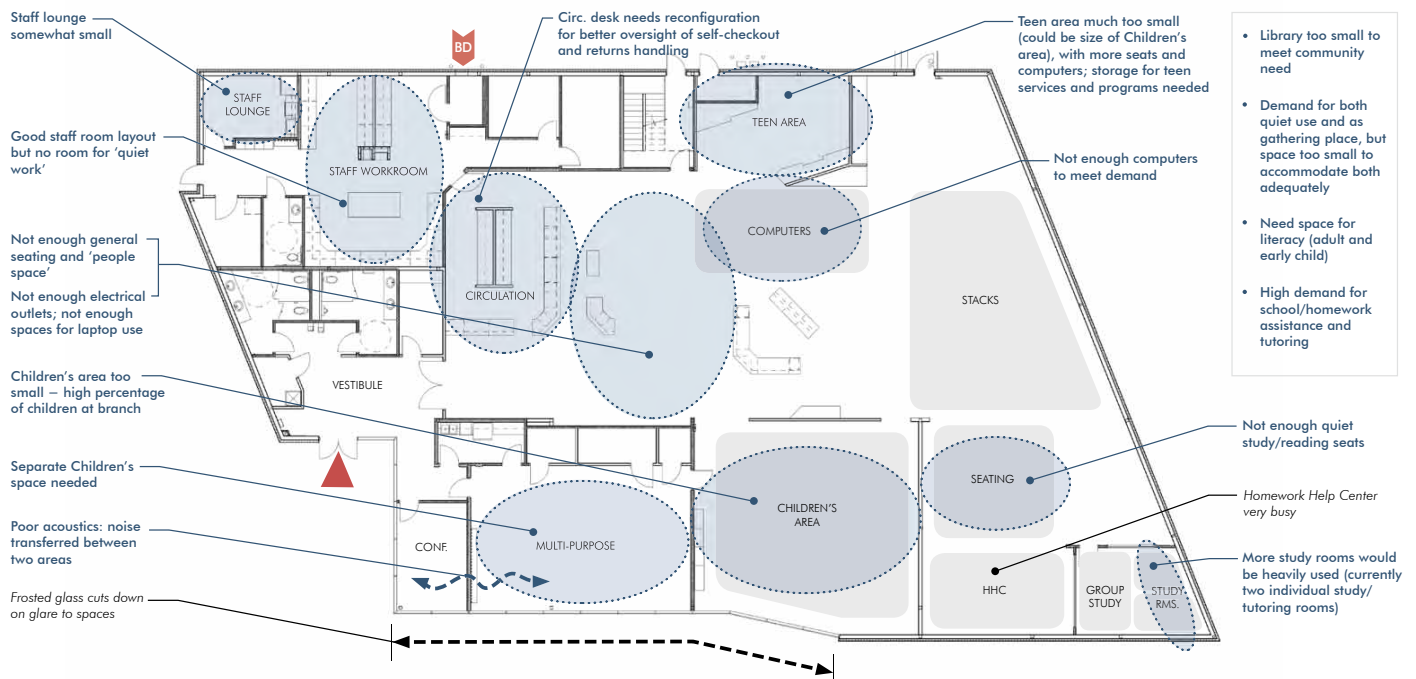 Staff lounge
somewhat small
Good staff room layout
but no room for ‘quiet
work’
Not enough general
seating and ‘people
space’
Not enough electrical
outlets; not enough
spaces for laptop use
Children’s area too
small – high percentage
of children at branch
Separate Children’s
space needed
Poor acoustics: noise
transferred between
two areas
Frosted glass cuts down
on glare to spaces
BD
Circ. desk needs reconfiguration
for better oversight of self-checkout
and returns handling
STAFF
LOUNGE
STAFF WORKROOM
CIRCULATION
VESTIBULE
CONF.
MULTI-PURPOSE
TEEN AREA
COMPUTERS
STACKS
CHILDREN’S
AREA
SEATING
HHC
GROUP
STUDY
STUDY
RMS.
Teen area much too small
(could be size of Children’s
area), with more seats and
computers; storage for teen
services and programs needed
Not enough computers
to meet demand
• Library too small to
meet community
need
• Demand for both
quiet use and as
gathering place, but
space too small to
accommodate both
adequately
• Need space for
literacy (adult and
early child)
• High demand for
school/homework
assistance and
tutoring
Not enough quiet
study/reading seats
Homework Help Center
very busy
More study rooms would
be heavily used (currently
two individual study/
tutoring rooms)